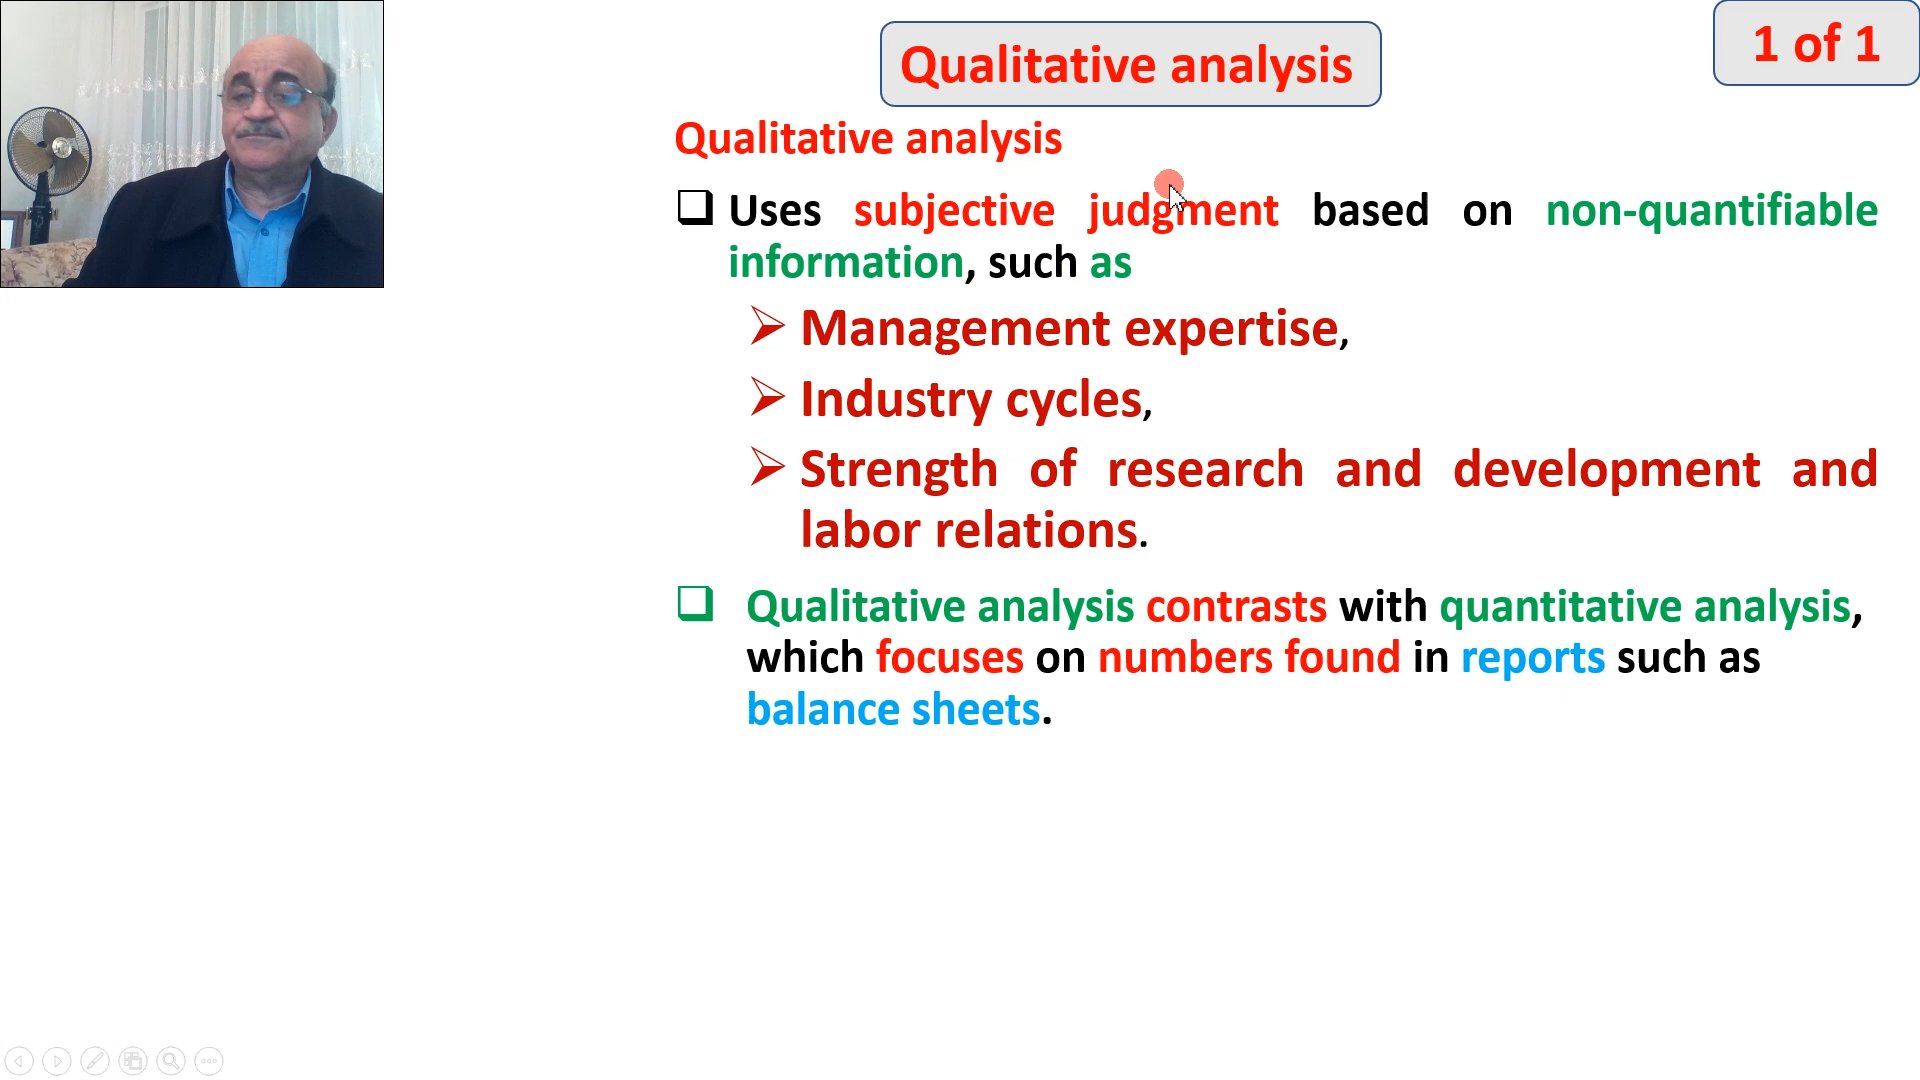 Qualitative analysis
1 of 1
Qualitative analysis
Uses subjective judgment based on non-quantifiable
information, such as
Management expertise,
Industry cycles,
Strength of research and development and
labor relations.
Qualitative analysis contrasts with quantitative analysis,
which focuses on numbers found in reports such as
balance sheets.